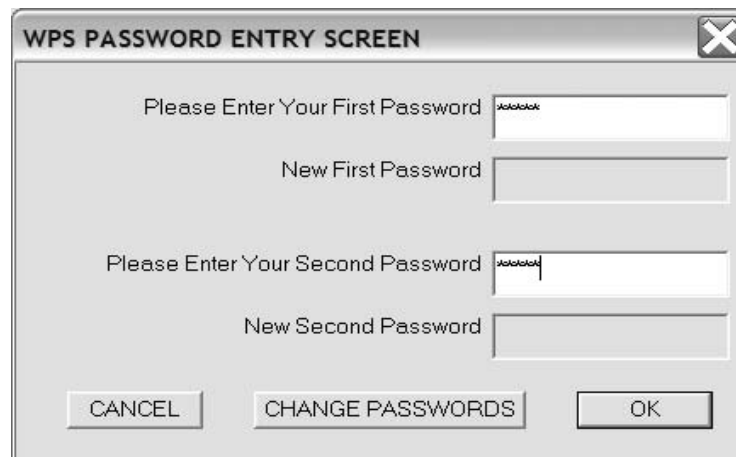 WPS PASSWORD ENTRY SCREEN
Please Enter Your First Password *****
New First Password
Please Enter Your Second Password *****
New Second Password
CANCEL CHANGE PASSWORDS OK